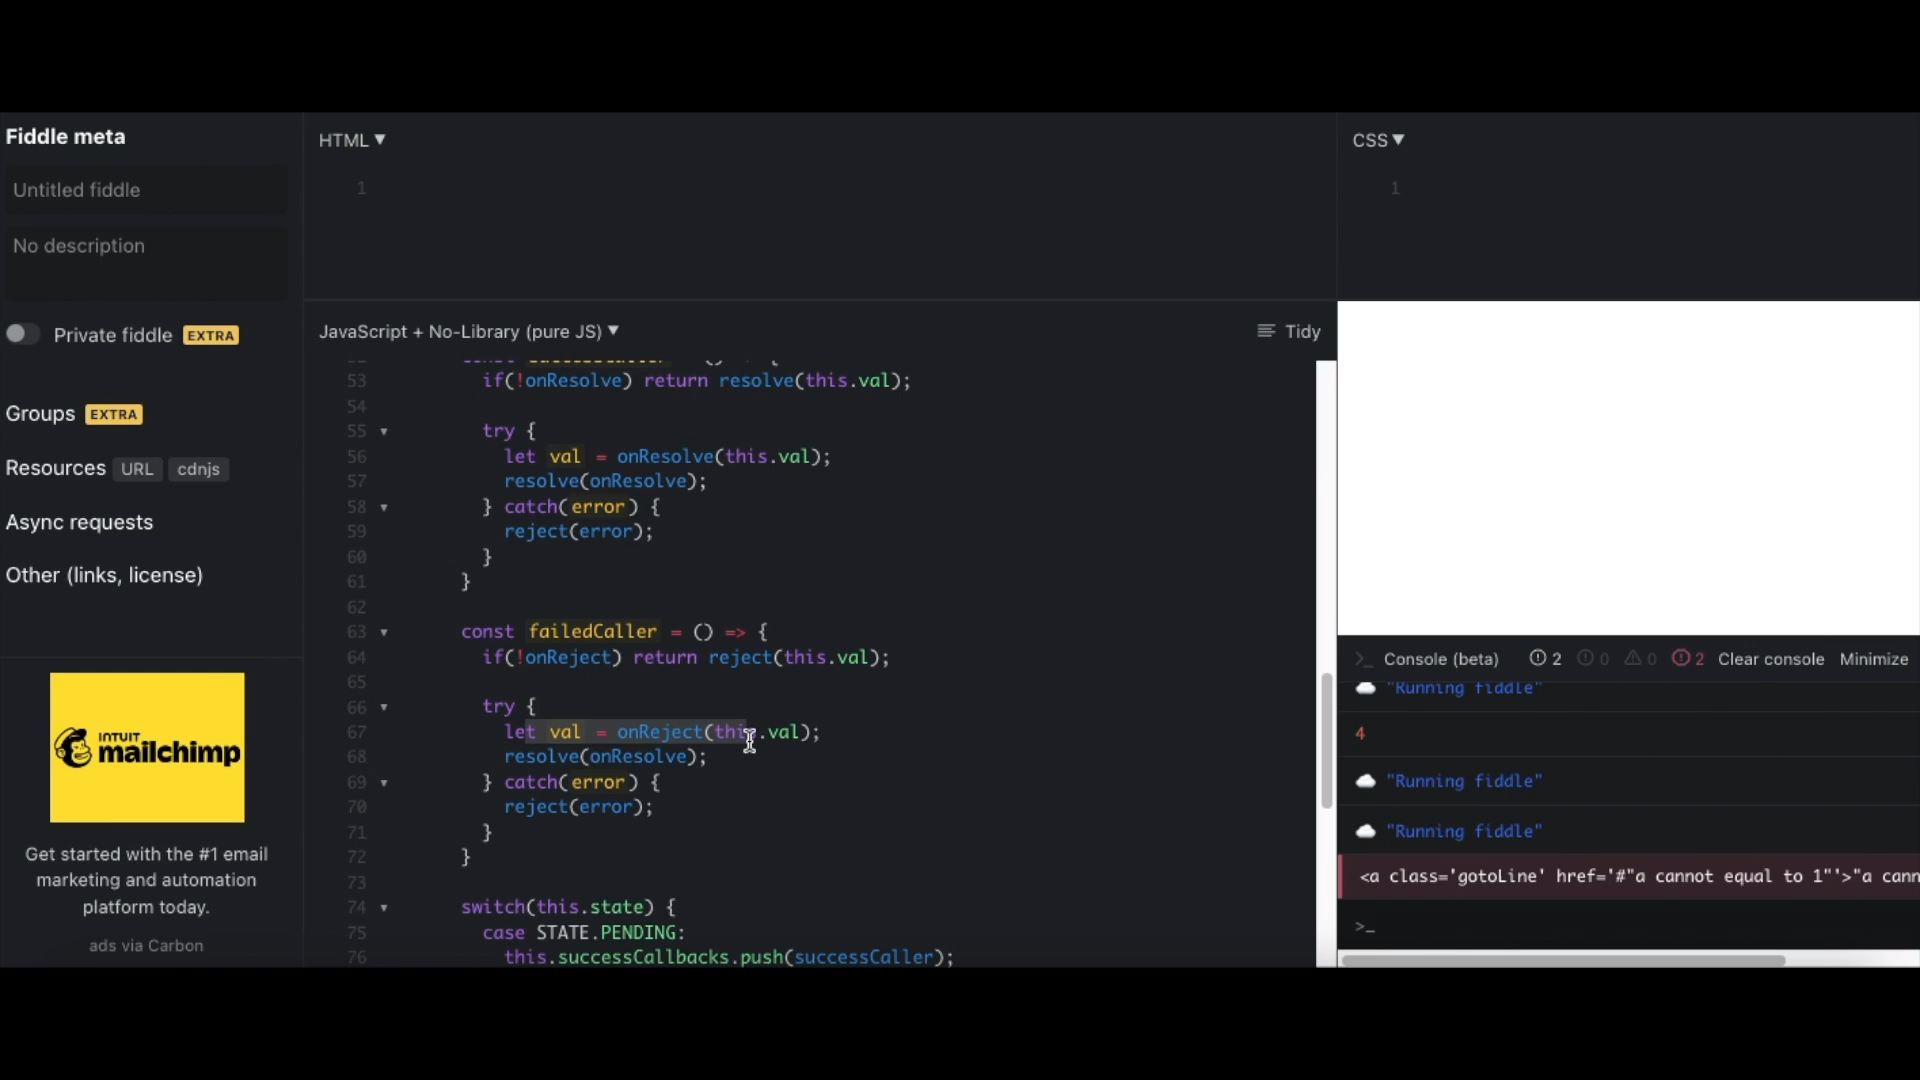 Fiddle meta
Untitled fiddle
No description
Private fiddle EXTRA
Groups EXTRA
Resources URL cdnjs
Async requests
Other (links, license)
INTUIT
mailchimp
Get started with the #1 email
marketing and automation
platform today.
ads via Carbon
HTML ▼
1
CSS ▼
1
JavaScript + No-Library (pure JS) ▼
Tidy
53 if(!onResolve) return resolve(this.val);
54
55 try {
56 let val = onResolve(this.val);
57 resolve(onResolve);
58 } catch(error) {
59 reject(error);
60 }
61 }
62
63 const failedCaller = () => {
64 if(!onReject) return reject(this.val);
65
66 try {
67 let val = onReject(this.val);
68 resolve(onResolve);
69 } catch(error) {
70 reject(error);
71 }
72 }
73
74 switch(this.state) {
75 case STATE.PENDING:
76 this.successCallbacks.push(successCaller);
>_ Console (beta) 2 0 0 2 Clear console Minimize
"Running fiddle"
4
"Running fiddle"
"Running fiddle"
<a class='gotoLine' href='#"a cannot equal to 1"'>"a cann
>_